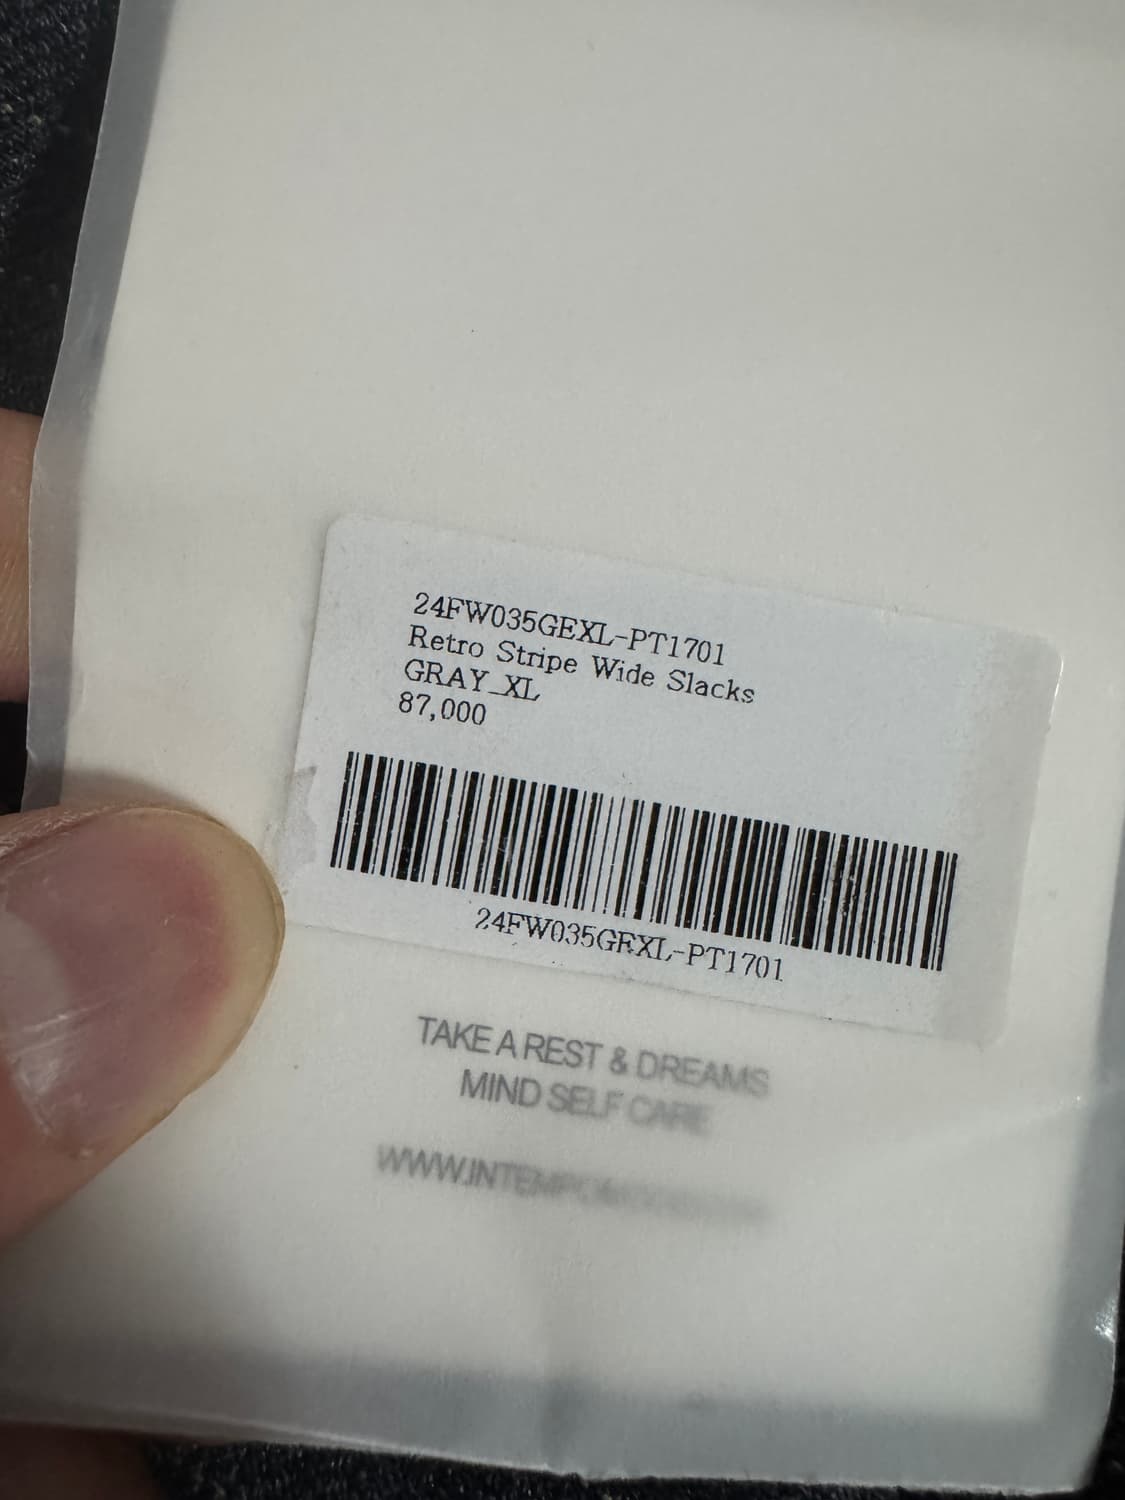 24FW035GEXL-PT1701
Retro Stripe Wide Slacks
GRAY_XL
87,000
24FW035GEXL-PT1701
TAKE A REST & DREAMS
MIND SELF CARE